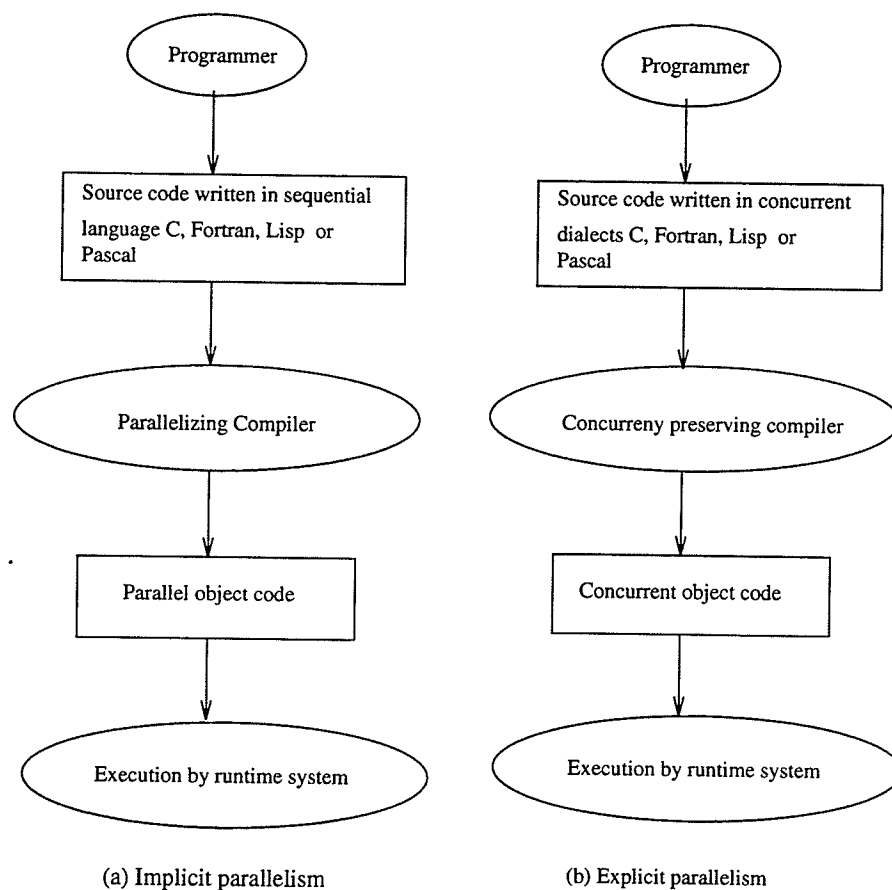 Programmer
Source code written in sequential
language C, Fortran, Lisp or
Pascal
Parallelizing Compiler
Parallel object code
Execution by runtime system
(a) Implicit parallelism
Programmer
Source code written in concurrent
dialects C, Fortran, Lisp or
Pascal
Concurreny preserving compiler
Concurrent object code
Execution by runtime system
(b) Explicit parallelism